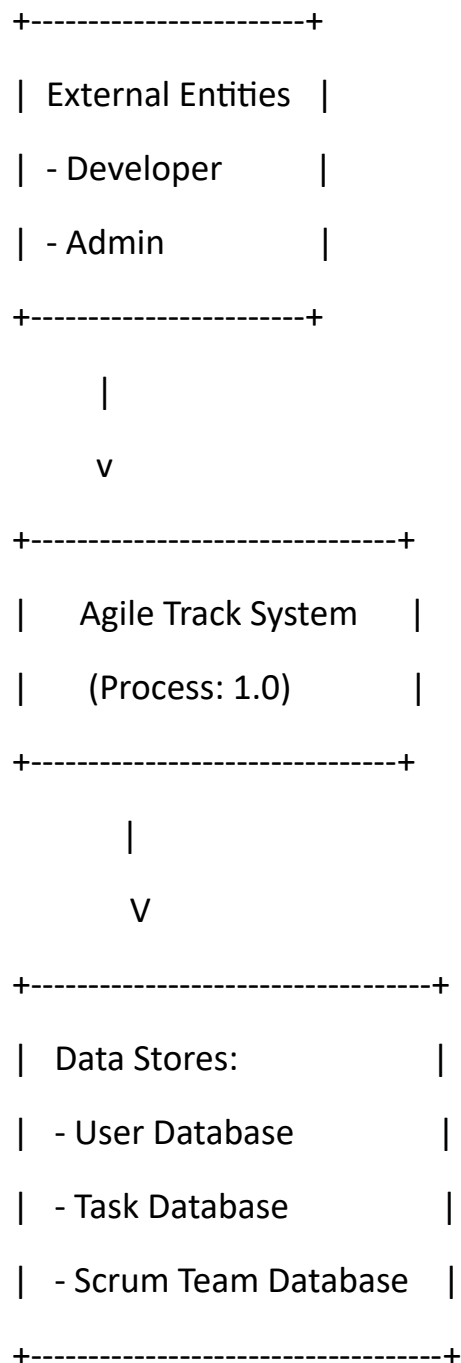 +------------------------+
| External Entities |
| - Developer |
| - Admin |
+------------------------+
|
v
+--------------------------------+
| Agile Track System |
| (Process: 1.0) |
+--------------------------------+
|
V
+-----------------------------------+
| Data Stores: |
| - User Database |
| - Task Database |
| - Scrum Team Database |
+------------------------------------+